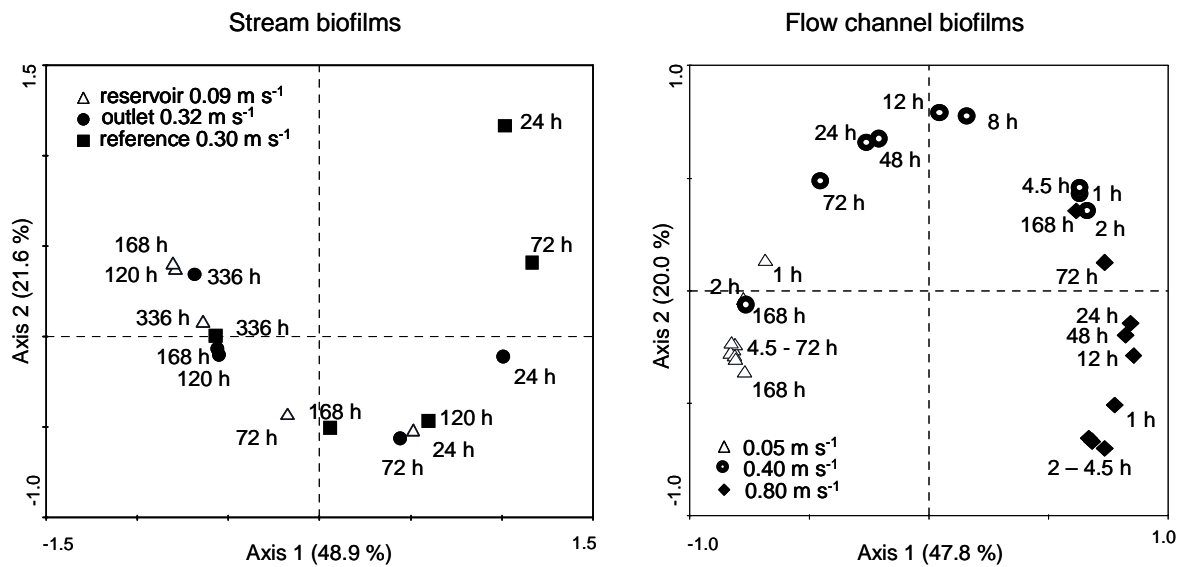 Stream biofilms
1.5
reservoir 0.09 m s⁻¹
outlet 0.32 m s⁻¹
reference 0.30 m s⁻¹
24 h
72 h
168 h
120 h
336 h
336 h
336 h
168 h
120 h
24 h
72 h
168 h
120 h
24 h
72 h
Axis 2 (21.6 %)
-1.0
-1.5
Axis 1 (48.9 %)
1.5
Flow channel biofilms
1.0
12 h
8 h
24 h
48 h
72 h
4.5 h
1 h
168 h
2 h
1 h
72 h
2 h
168 h
24 h
48 h
4.5 - 72 h
12 h
168 h
1 h
2 – 4.5 h
0.05 m s⁻¹
0.40 m s⁻¹
0.80 m s⁻¹
Axis 2 (20.0 %)
-1.0
-1.0
Axis 1 (47.8 %)
1.0